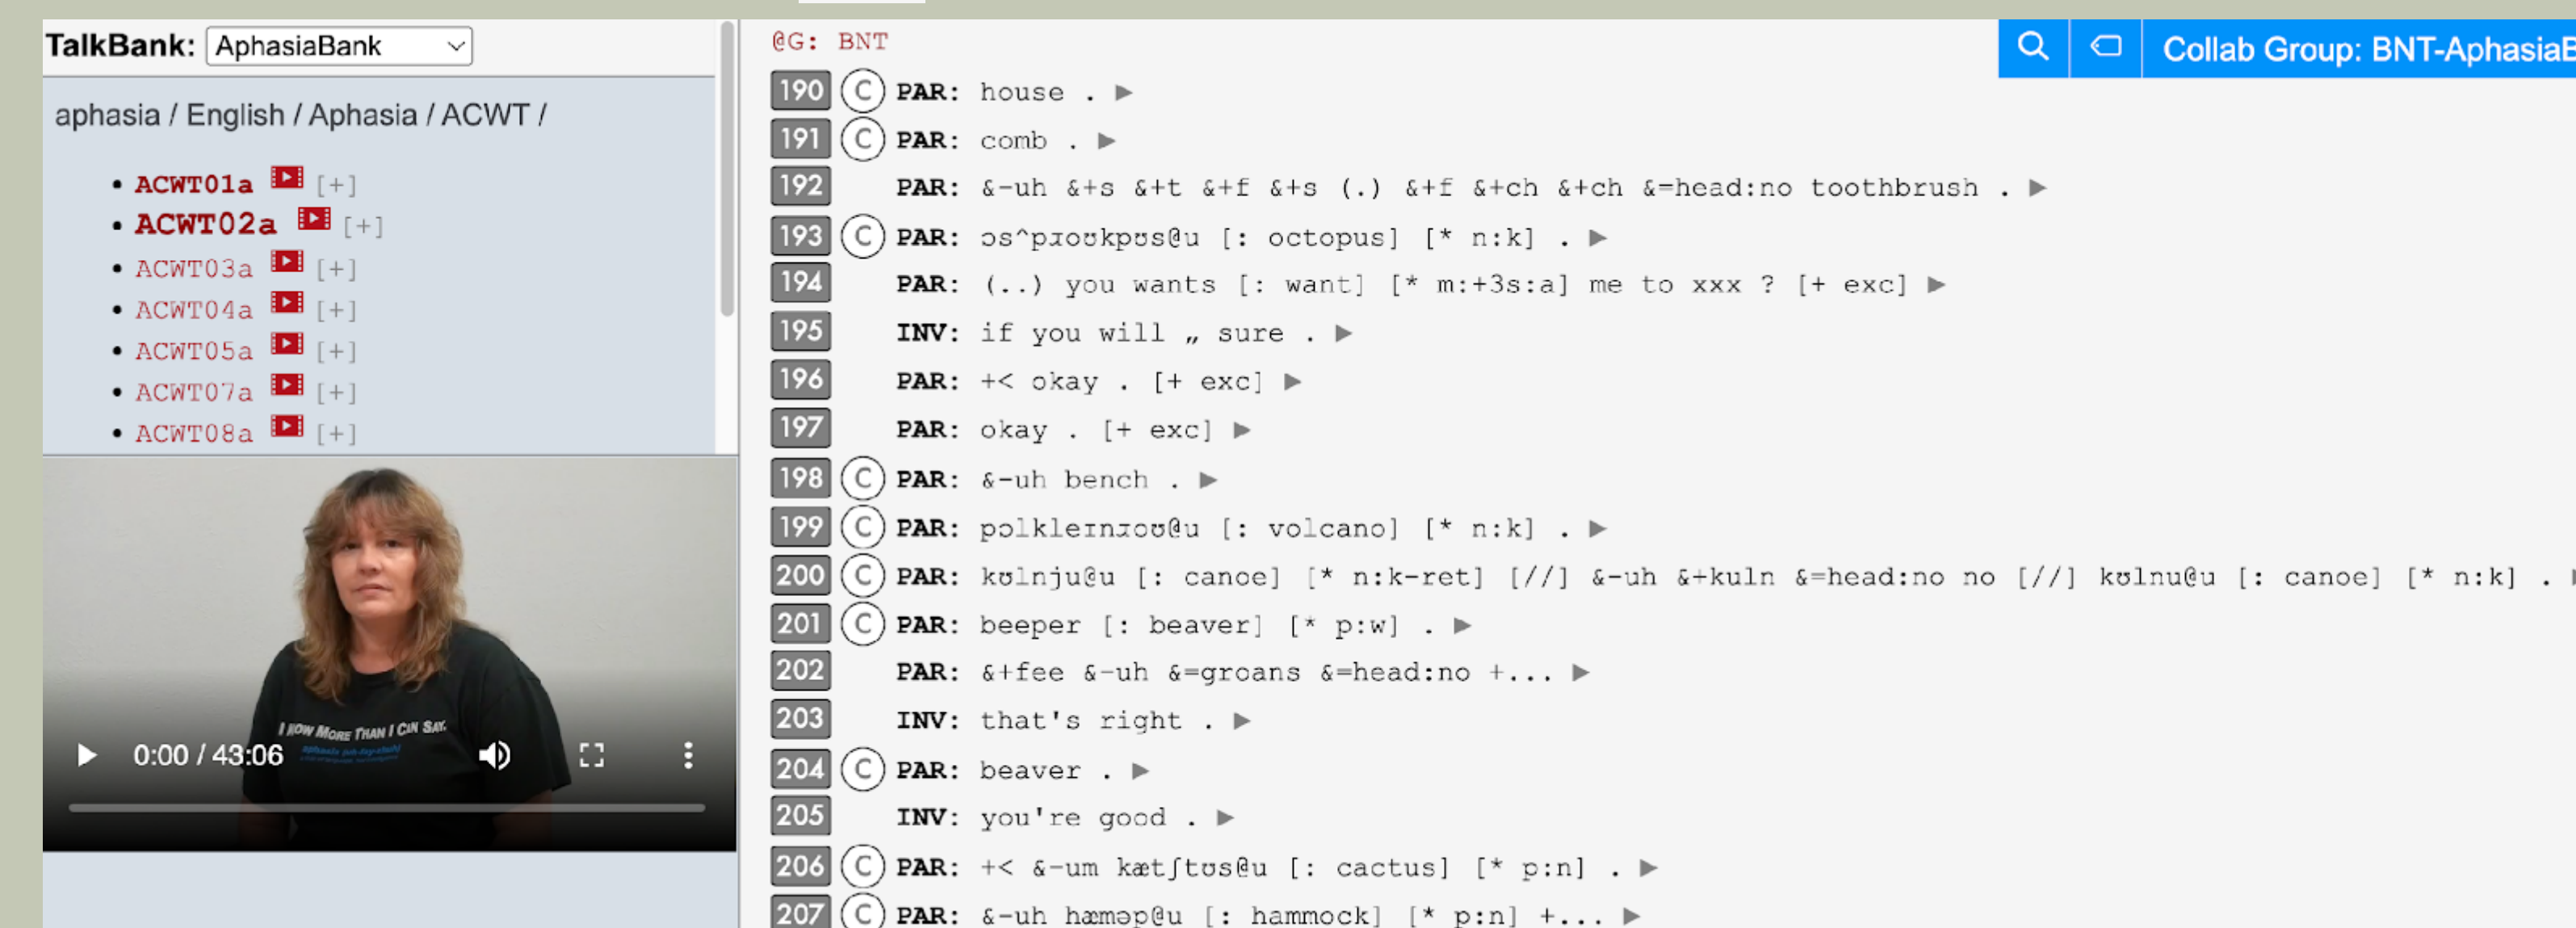 TalkBank: AphasiaBank
aphasia / English / Aphasia / ACWT /
• ACWT01a [+]
• ACWT02a [+]
• ACWT03a [+]
• ACWT04a [+]
• ACWT05a [+]
• ACWT07a [+]
• ACWT08a [+]
I KNOW MORE THAN I CAN SAY.
0:00 / 43:06
@G: BNT
Collab Group: BNT-AphasiaB
190 C PAR: house .
191 C PAR: comb .
192 PAR: &-uh &+s &+t &+f &+s (.) &+f &+ch &+ch &=head:no toothbrush .
193 C PAR: ɔs^pɹoʊkpʊs@u [: octopus] [* n:k] .
194 PAR: (..) you wants [: want] [* m:+3s:a] me to xxx ? [+ exc]
195 INV: if you will „ sure .
196 PAR: +< okay . [+ exc]
197 PAR: okay . [+ exc]
198 C PAR: &-uh bench .
199 C PAR: pɔlkleɪnɹoʊ@u [: volcano] [* n:k] .
200 C PAR: kʊlnju@u [: canoe] [* n:k-ret] [//] &-uh &+kuln &=head:no no [//] kʊlnu@u [: canoe] [* n:k] .
201 C PAR: beeper [: beaver] [* p:w] .
202 PAR: &+fee &-uh &=groans &=head:no +...
203 INV: that's right .
204 C PAR: beaver .
205 INV: you're good .
206 C PAR: +< &-um kætʃtʊs@u [: cactus] [* p:n] .
207 C PAR: &-uh hæməp@u [: hammock] [* p:n] +...